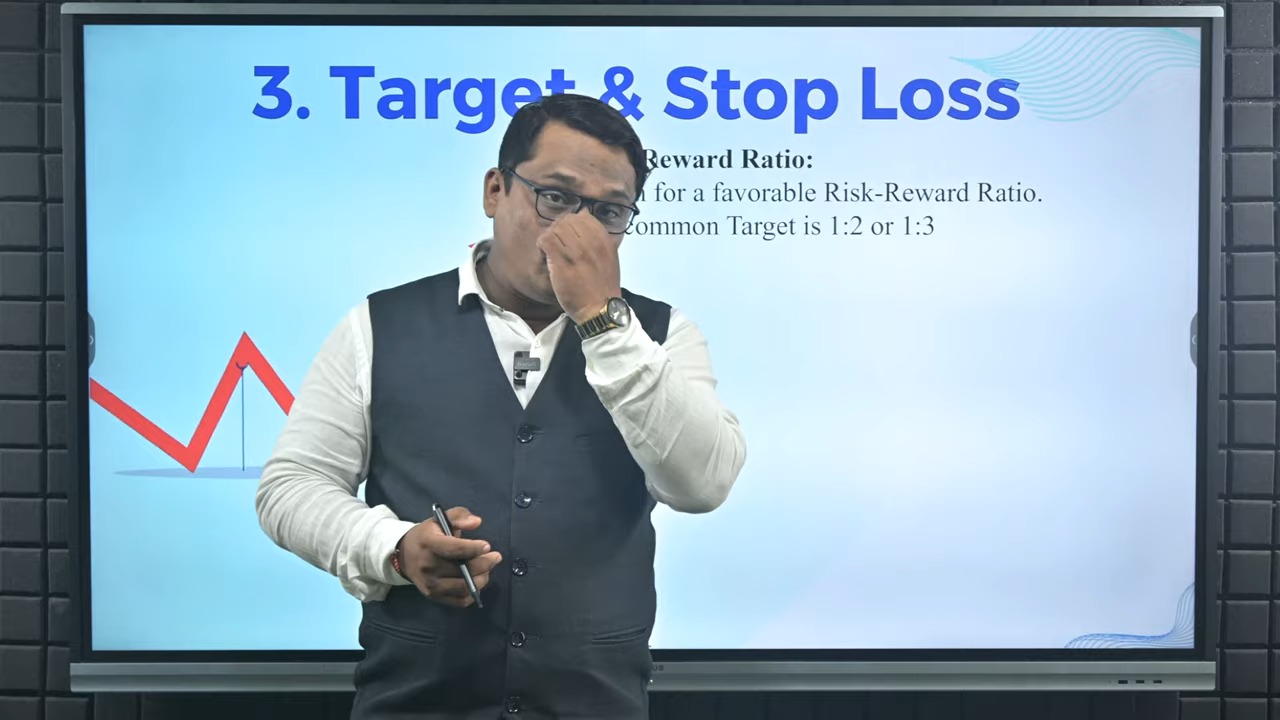 3. Target & Stop Loss
Reward Ratio:
for a favorable Risk-Reward Ratio.
common Target is 1:2 or 1:3